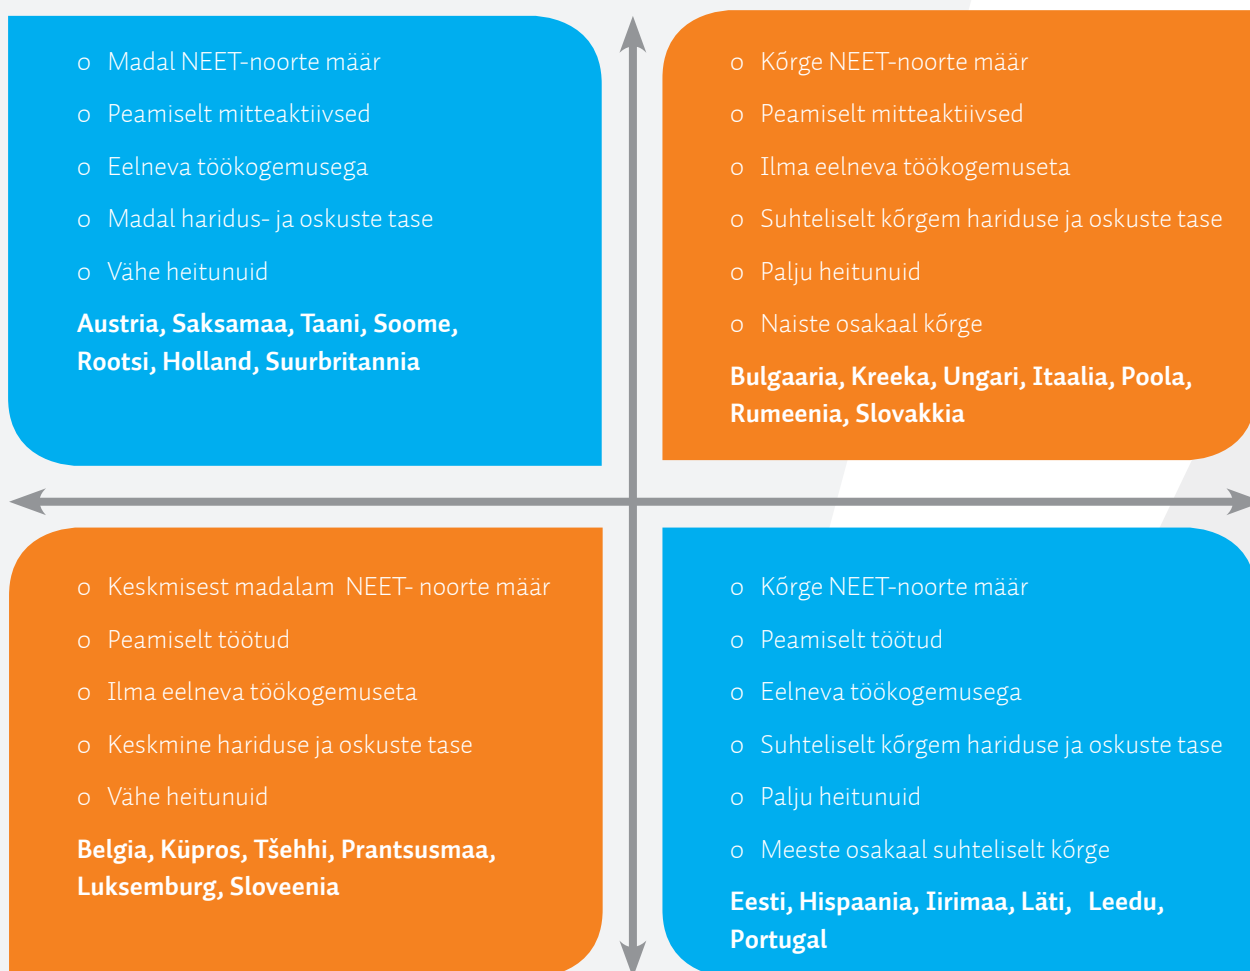 o Madal NEET-noorte määr
o Peamiselt mitteaktiivsed
o Eelneva töökogemusega
o Madal haridus- ja oskuste tase
o Vähe heitunuid
Austria, Saksamaa, Taani, Soome,
Rootsi, Holland, Suurbritannia
o Kõrge NEET-noorte määr
o Peamiselt mitteaktiivsed
o Ilma eelneva töökogemuseta
o Suhteliselt kõrgem hariduse ja oskuste tase
o Palju heitunuid
o Naiste osakaal kõrge
Bulgaaria, Kreeka, Ungari, Itaalia, Poola,
Rumeenia, Slovakkia
o Keskmisest madalam NEET- noorte määr
o Peamiselt töötud
o Ilma eelneva töökogemuseta
o Keskmine hariduse ja oskuste tase
o Vähe heitunuid
Belgia, Küpros, Tšehhi, Prantsusmaa,
Luksemburg, Sloveenia
o Kõrge NEET-noorte määr
o Peamiselt töötud
o Eelneva töökogemusega
o Suhteliselt kõrgem hariduse ja oskuste tase
o Palju heitunuid
o Meeste osakaal suhteliselt kõrge
Eesti, Hispaania, Iirimaa, Läti, Leedu,
Portugal